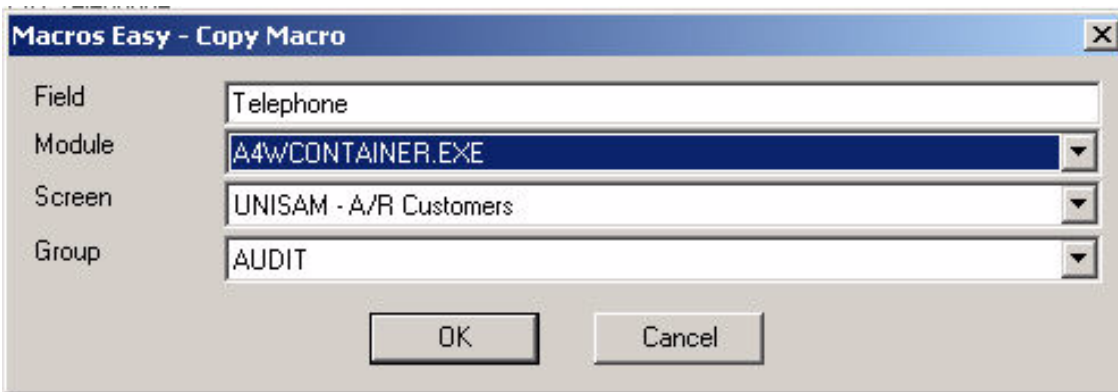 Macros Easy - Copy Macro
Field Telephone
Module A4WCONTAINER.EXE
Screen UNISAM - A/R Customers
Group AUDIT
OK Cancel